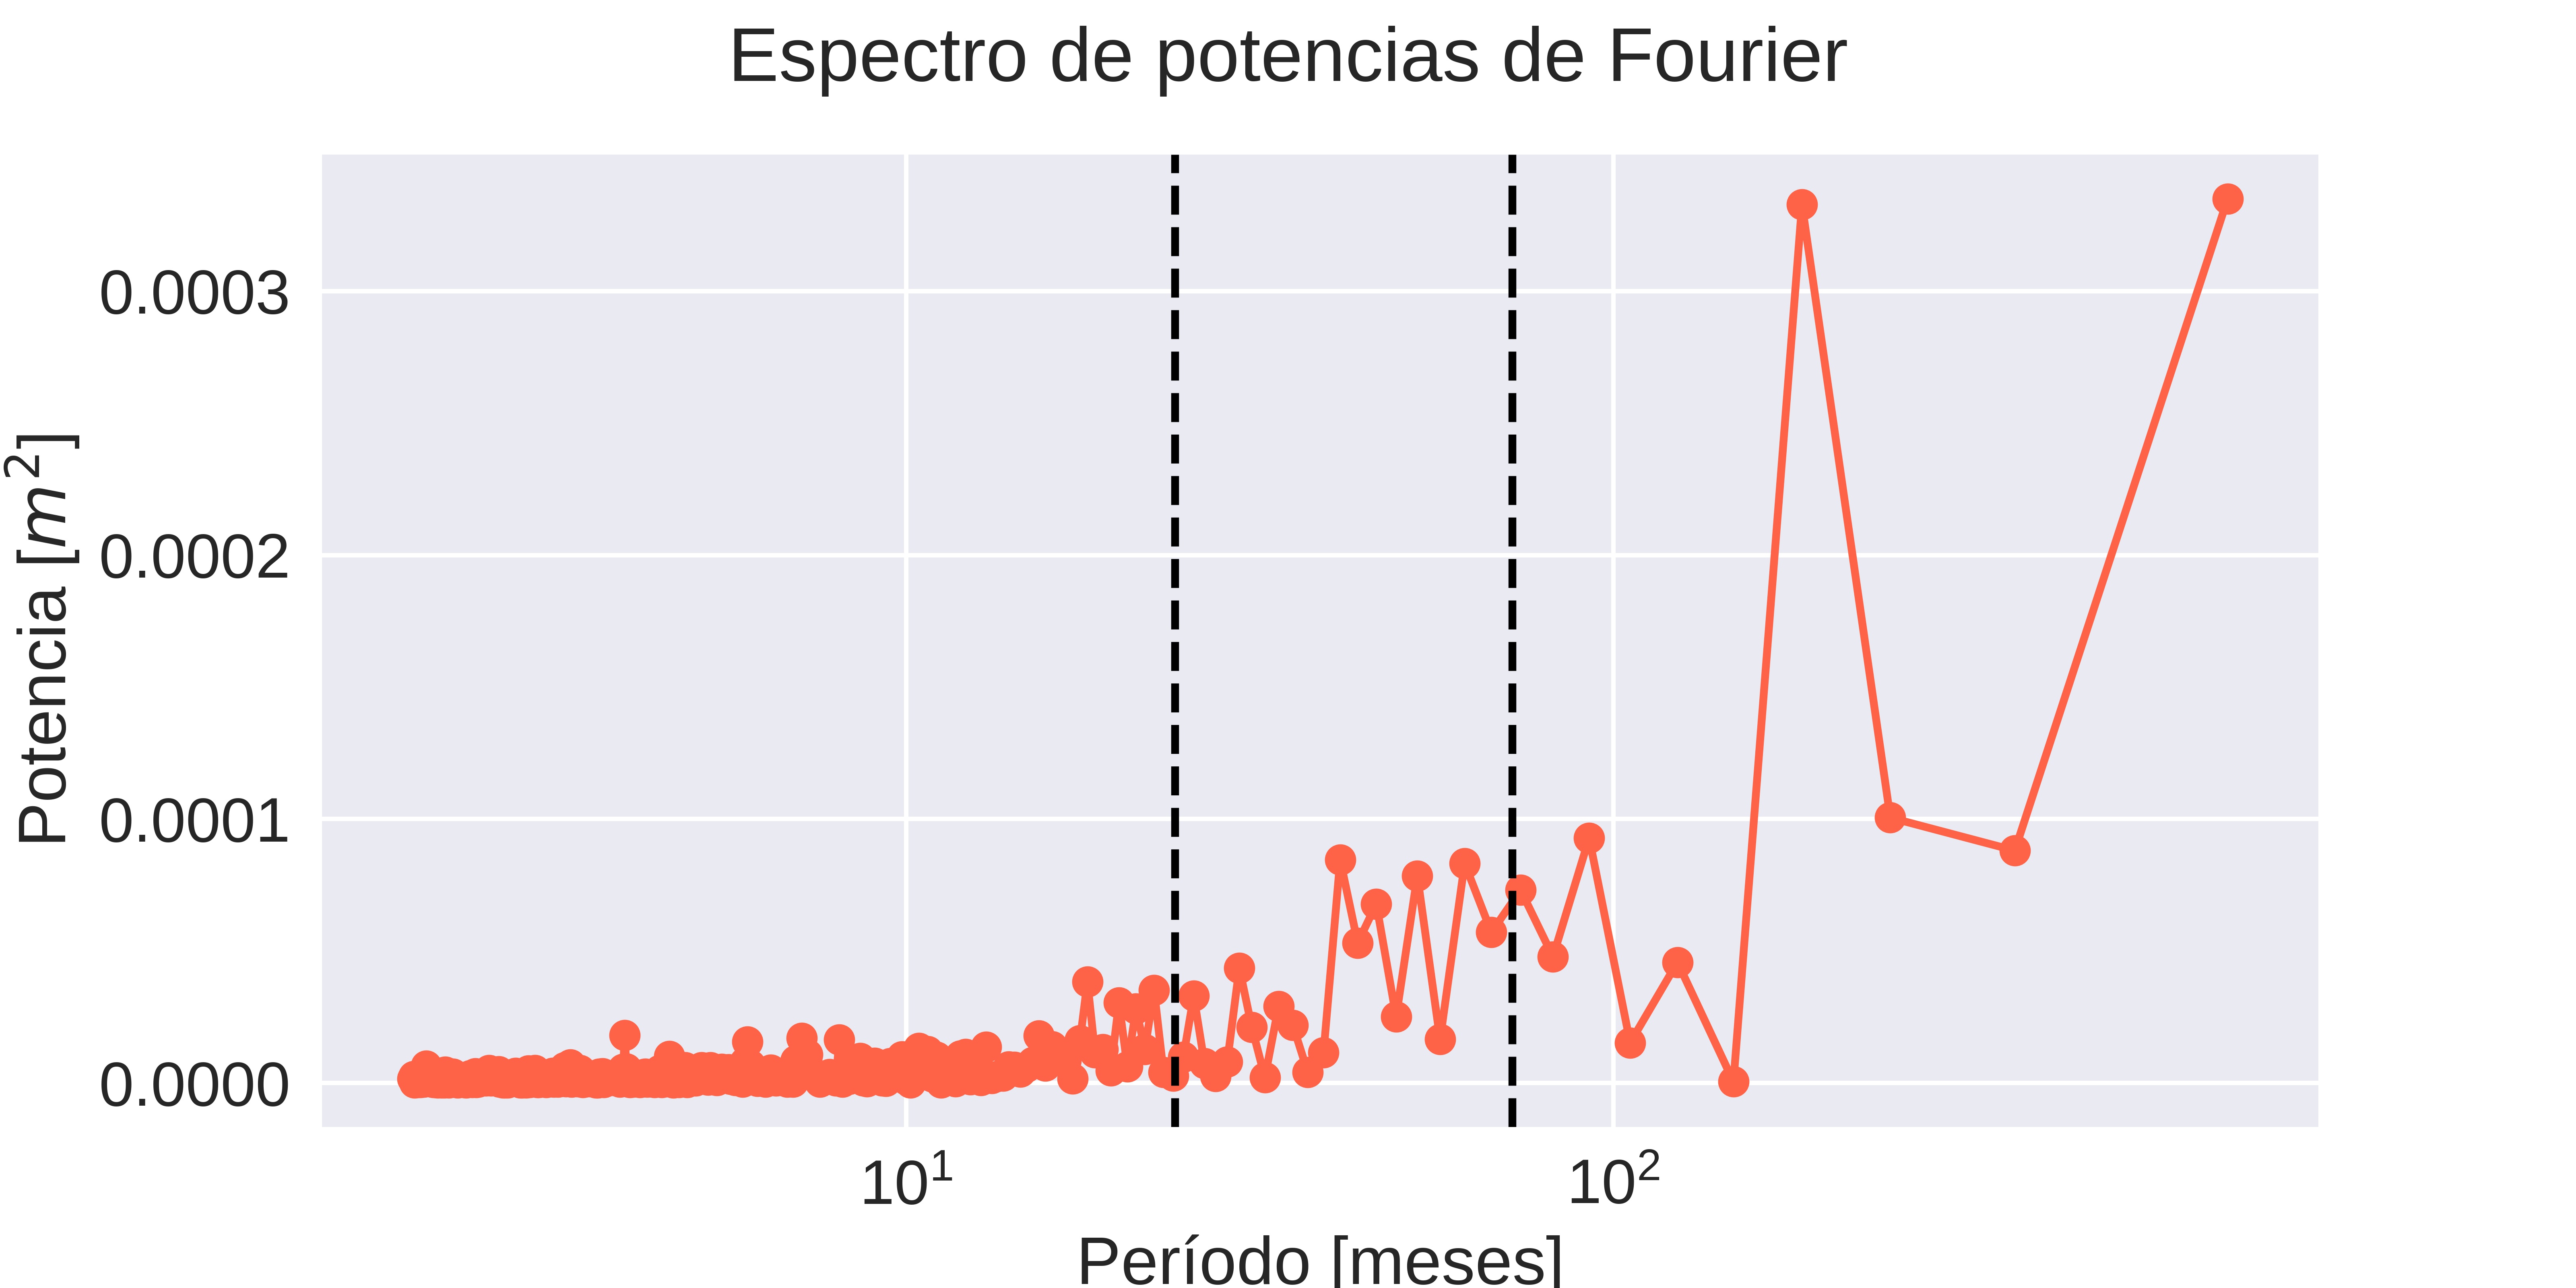 Espectro de potencias de Fourier
Potencia [m²]
0.0003
0.0002
0.0001
0.0000
10¹
10²
Período [meses]